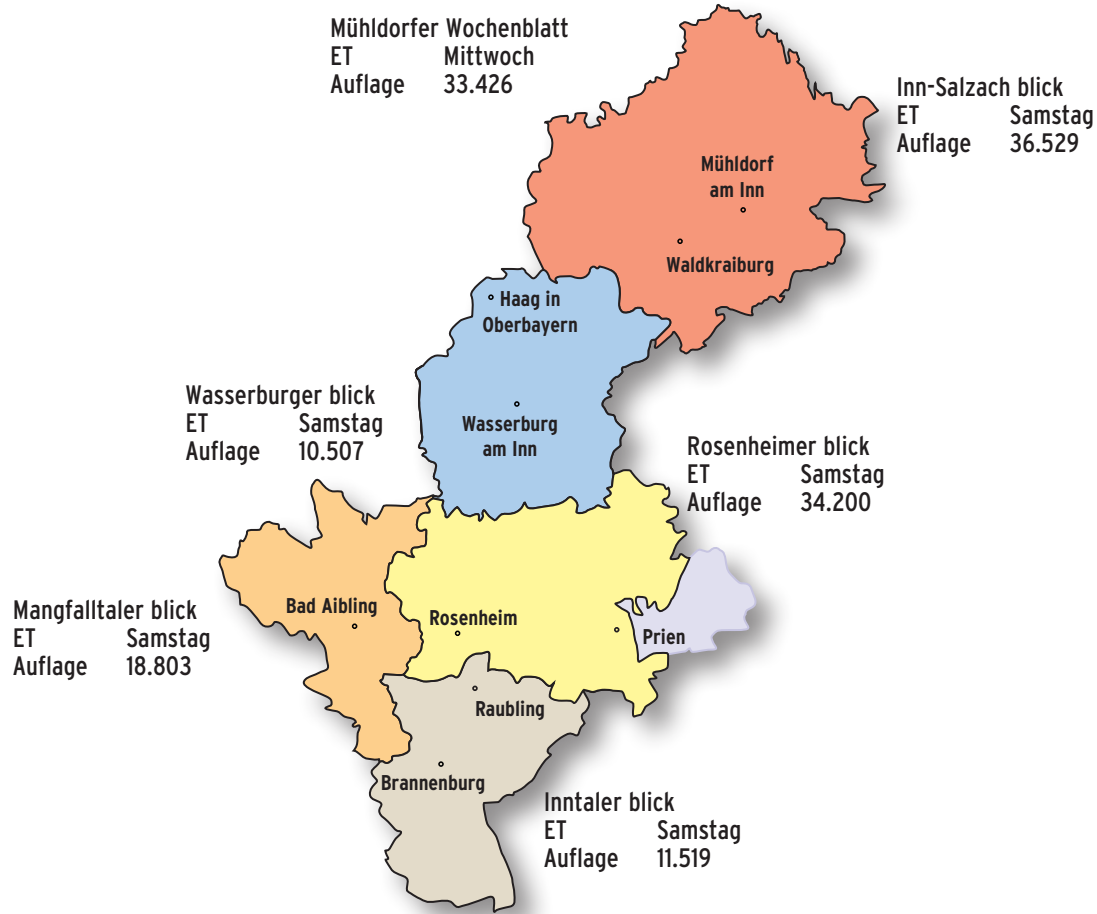 Mühldorfer Wochenblatt
ET Mittwoch
Auflage 33.426
Inn-Salzach blick
ET Samstag
Auflage 36.529
Mühldorf
am Inn
Waldkraiburg
Haag in
Oberbayern
Wasserburger blick
ET Samstag
Auflage 10.507
Wasserburg
am Inn
Rosenheimer blick
ET Samstag
Auflage 34.200
Mangfalltaler blick
ET Samstag
Auflage 18.803
Bad Aibling
Rosenheim
Prien
Raubling
Brannenburg
Inntaler blick
ET Samstag
Auflage 11.519